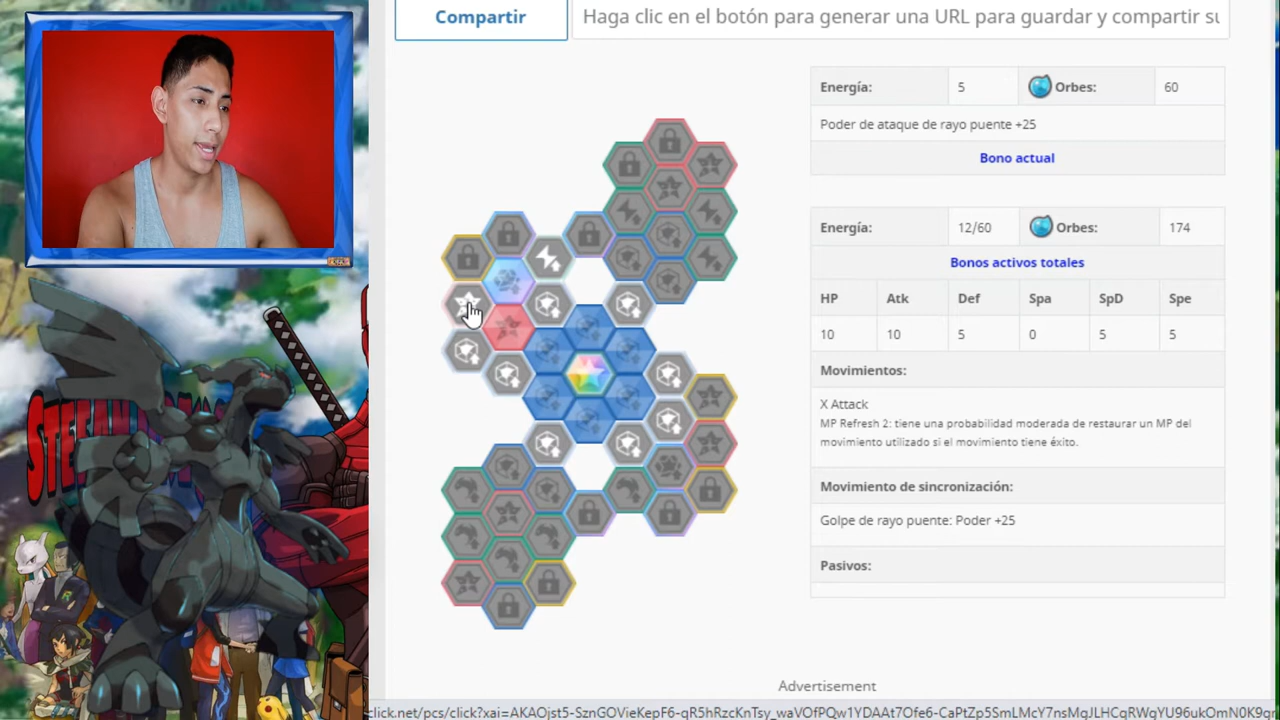 Compartir
Haga clic en el botón para generar una URL para guardar y compartir su
Energía: 5 Orbes: 60
Poder de ataque de rayo puente +25
Bono actual
Energía: 12/60 Orbes: 174
Bonos activos totales
HP Atk Def Spa SpD Spe
10 10 5 0 5 5
Movimientos:
X Attack
MP Refresh 2: tiene una probabilidad moderada de restaurar un MP del
movimiento utilizado si el movimiento tiene éxito.
Movimiento de sincronización:
Golpe de rayo puente: Poder +25
Pasivos:
Advertisement